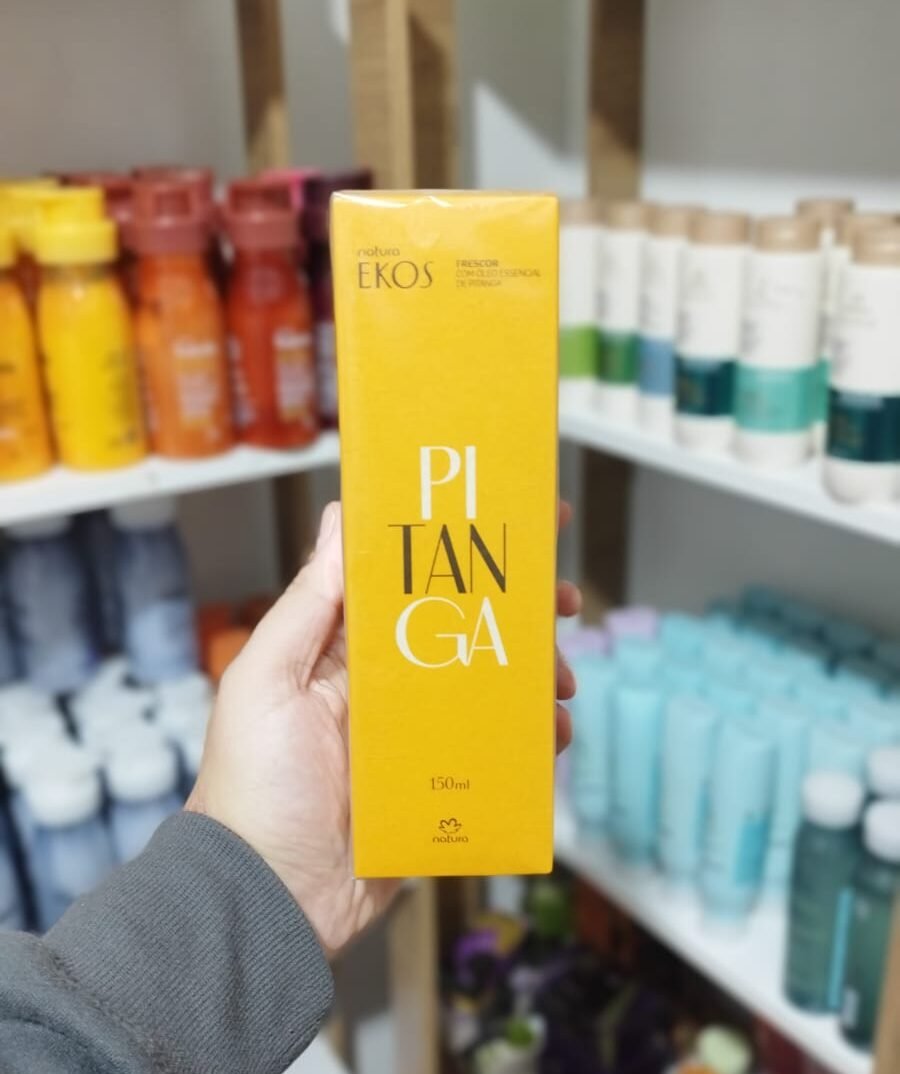 natura
EKOS
FRESCOR
COM ÓLEO ESSENCIAL
DE PITANGA
PI
TAN
GA
150ml
natura